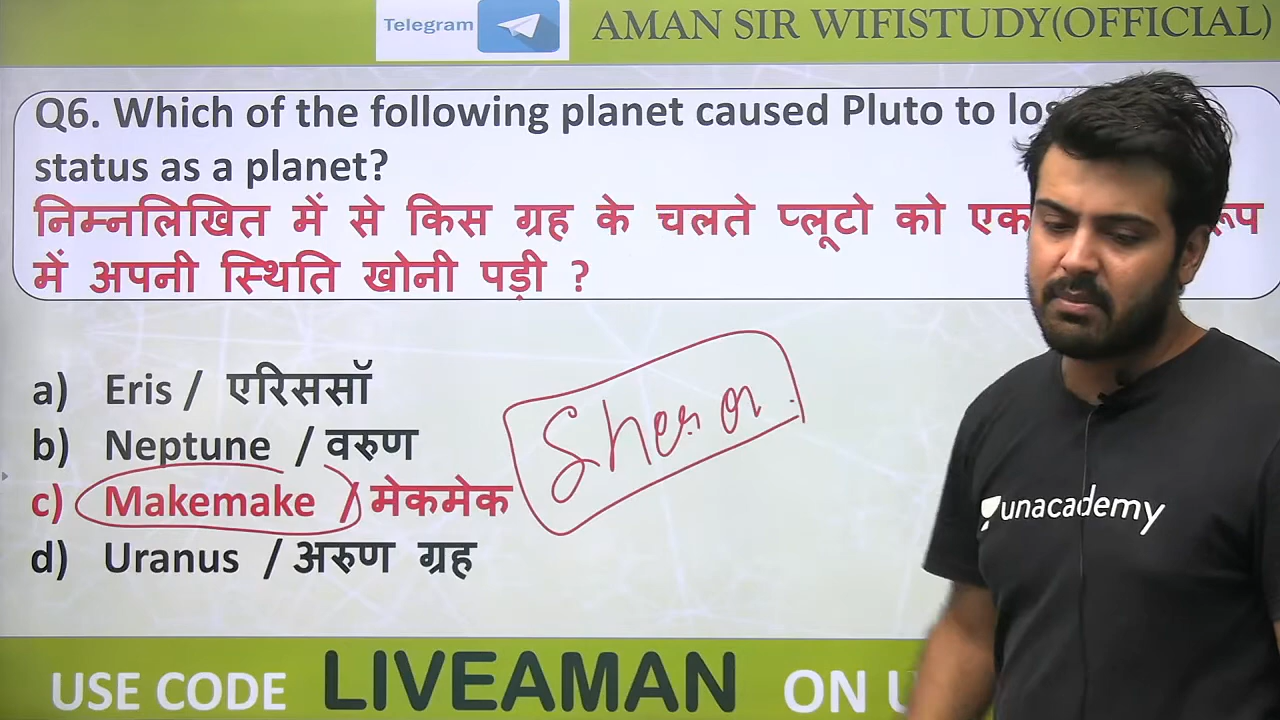 Telegram
AMAN SIR WIFISTUDY(OFFICIAL)
Q6. Which of the following planet caused Pluto to
status as a planet?
निम्नलिखित में से किस ग्रह के चलते प्लूटो को एक
में अपनी स्थिति खोनी पड़ी ?
a) Eris / एरिससॉ
b) Neptune / वरुण
c) Makemake / मेकमेक
d) Uranus / अरुण ग्रह
unacademy
USE CODE LIVEAMAN ON